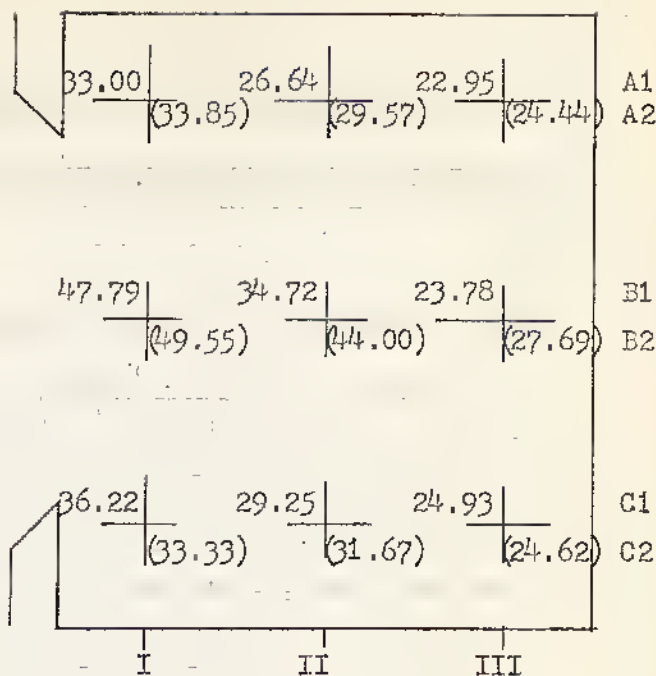 33.00 26.64 22.95 A1
(33.85) (29.57) (24.44) A2
47.79 34.72 23.78 B1
(49.55) (44.00) (27.69) B2
36.22 29.25 24.93 C1
(33.33) (31.67) (24.62) C2
I II III